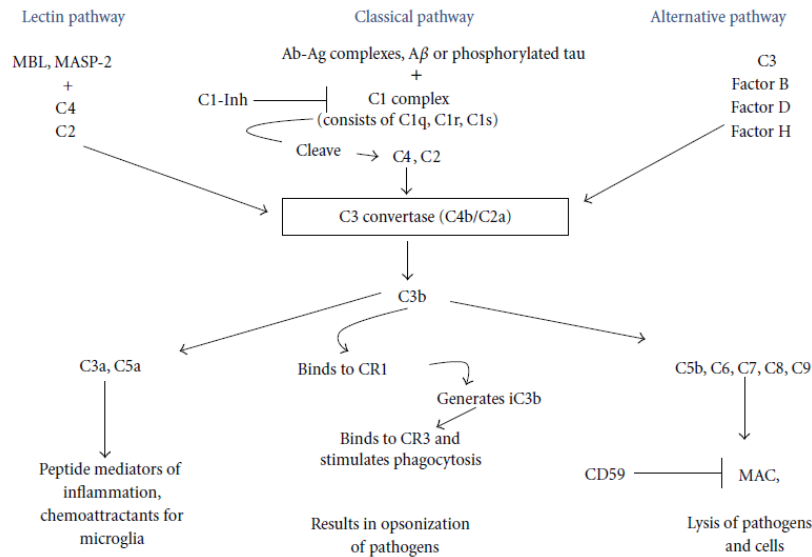 Lectin pathway
Classical pathway
Alternative pathway
MBL, MASP-2
+
C4
C2
Ab-Ag complexes, Aβ or phosphorylated tau
+
C1-Inh
C1 complex
(consists of C1q, C1r, C1s)
Cleave
C4, C2
C3
Factor B
Factor D
Factor H
C3 convertase (C4b/C2a)
C3b
C3a, C5a
Peptide mediators of
inflammation,
chemoattractants for
microglia
Binds to CR1
Generates iC3b
Binds to CR3 and
stimulates phagocytosis
Results in opsonization
of pathogens
C5b, C6, C7, C8, C9
CD59
MAC,
Lysis of pathogens
and cells